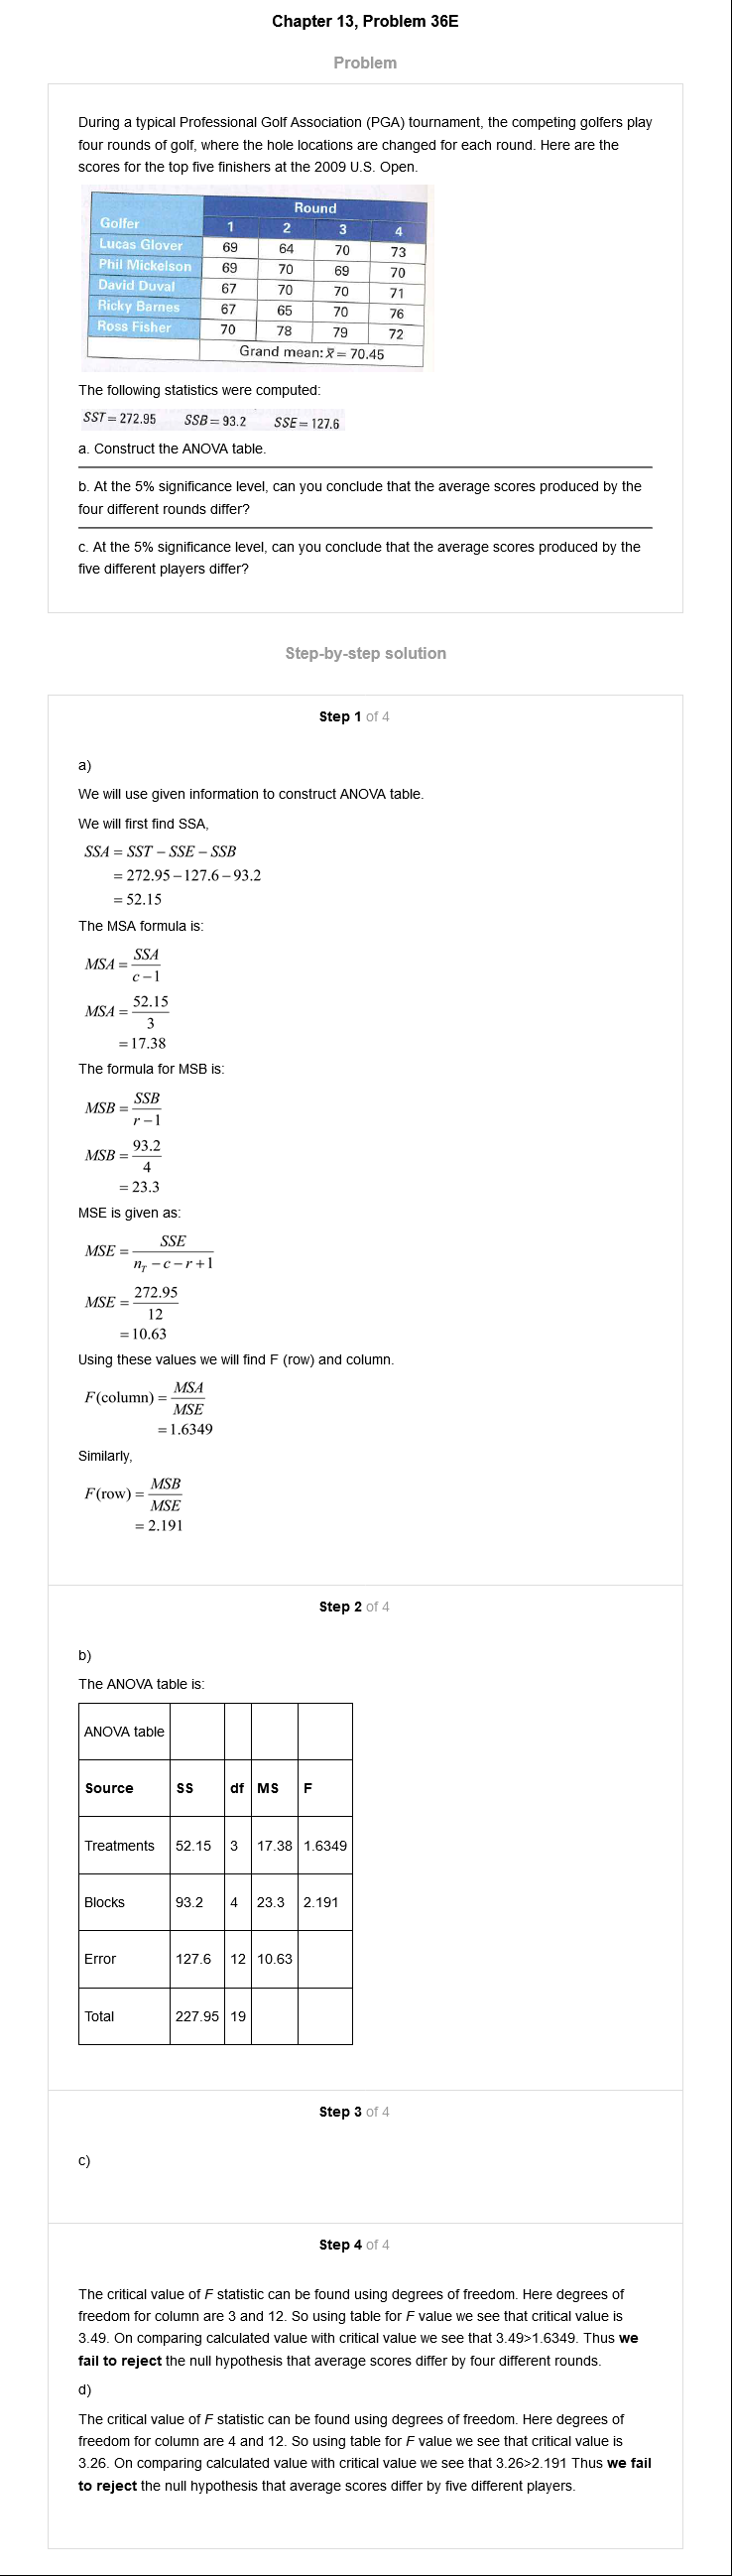 Chapter 13, Problem 36E
Problem
During a typical Professional Golf Association (PGA) tournament, the competing golfers play
four rounds of golf, where the hole locations are changed for each round. Here are the
scores for the top five finishers at the 2009 U.S. Open.
Round
Golfer 1 2 3 4
Lucas Glover 69 64 70 73
Phil Mickelson 69 70 69 70
David Duval 67 70 70 71
Ricky Barnes 67 65 70 76
Ross Fisher 70 78 79 72
Grand mean: x̿ = 70.45
The following statistics were computed:
SST = 272.95 SSB = 93.2 SSE = 127.6
a. Construct the ANOVA table.
b. At the 5% significance level, can you conclude that the average scores produced by the
four different rounds differ?
c. At the 5% significance level, can you conclude that the average scores produced by the
five different players differ?
Step-by-step solution
Step 1 of 4
a)
We will use given information to construct ANOVA table.
We will first find SSA,
SSA = SST − SSE − SSB
= 272.95 − 127.6 − 93.2
= 52.15
The MSA formula is:
MSA = SSA / c − 1
MSA = 52.15 / 3
= 17.38
The formula for MSB is:
MSB = SSB / r − 1
MSB = 93.2 / 4
= 23.3
MSE is given as:
MSE = SSE / n_T − c − r + 1
MSE = 272.95 / 12
= 10.63
Using these values we will find F (row) and column.
F (column) = MSA / MSE
= 1.6349
Similarly,
F (row) = MSB / MSE
= 2.191
Step 2 of 4
b)
The ANOVA table is:
ANOVA table
Source SS df MS F
Treatments 52.15 3 17.38 1.6349
Blocks 93.2 4 23.3 2.191
Error 127.6 12 10.63
Total 227.95 19
Step 3 of 4
c)
Step 4 of 4
The critical value of F statistic can be found using degrees of freedom. Here degrees of
freedom for column are 3 and 12. So using table for F value we see that critical value is
3.49. On comparing calculated value with critical value we see that 3.49>1.6349. Thus we
fail to reject the null hypothesis that average scores differ by four different rounds.
d)
The critical value of F statistic can be found using degrees of freedom. Here degrees of
freedom for column are 4 and 12. So using table for F value we see that critical value is
3.26. On comparing calculated value with critical value we see that 3.26>2.191 Thus we fail
to reject the null hypothesis that average scores differ by five different players.